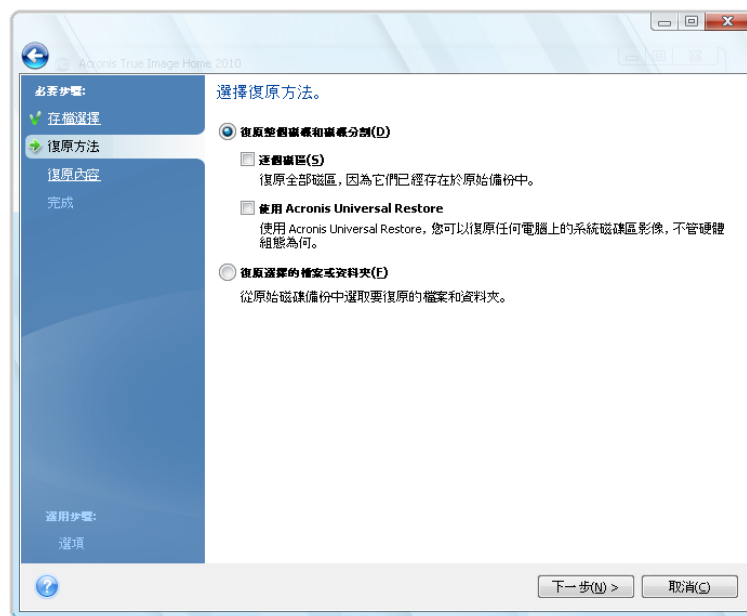 Acronis True Image Home 2010
必要步驟:
存檔選擇
復原方法
復原內容
完成
選用步驟:
選項
選擇復原方法。
復原整個磁碟和磁碟分割(D)
逐個磁區(S)
復原全部磁區,因為它們已經存在於原始備份中。
使用 Acronis Universal Restore
使用 Acronis Universal Restore,您可以復原任何電腦上的系統磁碟區影像,不管硬體
組態為何。
復原選擇的檔案或資料夾(F)
從原始磁碟備份中選取要復原的檔案和資料夾。
下一步(N) >
取消(C)